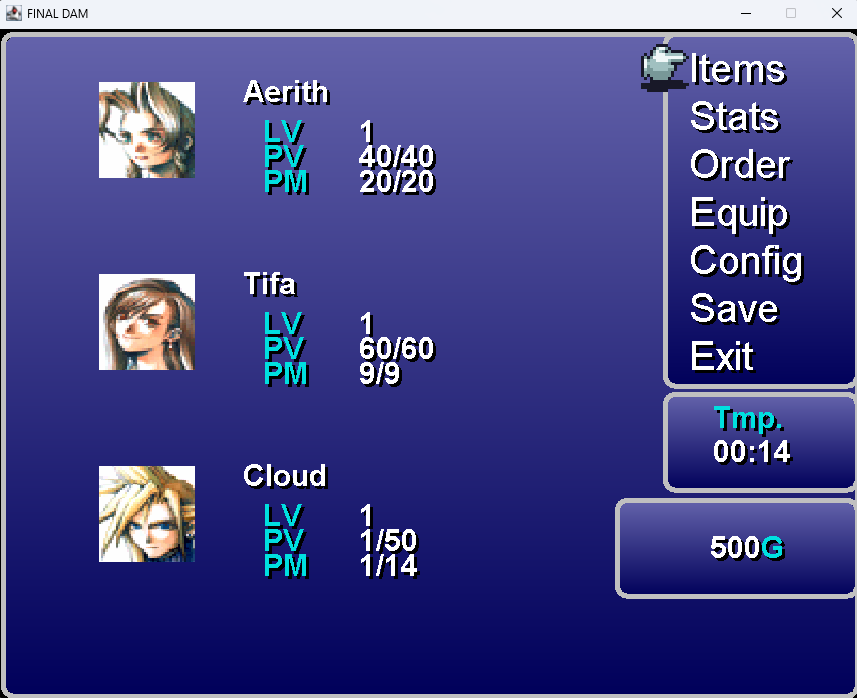 FINAL DAM
Aerith
LV 1
PV 40/40
PM 20/20
Tifa
LV 1
PV 60/60
PM 9/9
Cloud
LV 1
PV 1/50
PM 1/14
Items
Stats
Order
Equip
Config
Save
Exit
Tmp.
00:14
500G